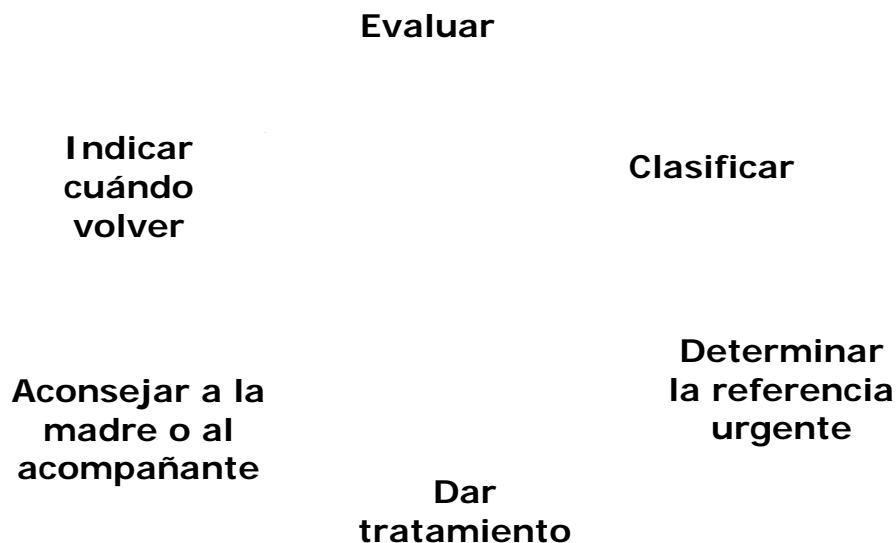 Evaluar
Indicar
cuándo
volver
Clasificar
Determinar
la referencia
urgente
Aconsejar a la
madre o al
acompañante
Dar
tratamiento